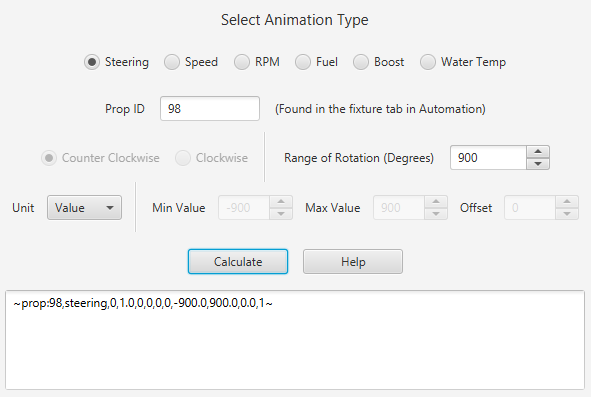 Select Animation Type
Steering Speed RPM Fuel Boost Water Temp
Prop ID 98 (Found in the fixture tab in Automation)
Counter Clockwise Clockwise Range of Rotation (Degrees) 900
Unit Value Min Value -900 Max Value 900 Offset 0
Calculate Help
~prop:98,steering,0,1.0,0,0,0,0,-900.0,900.0,0.0,1~